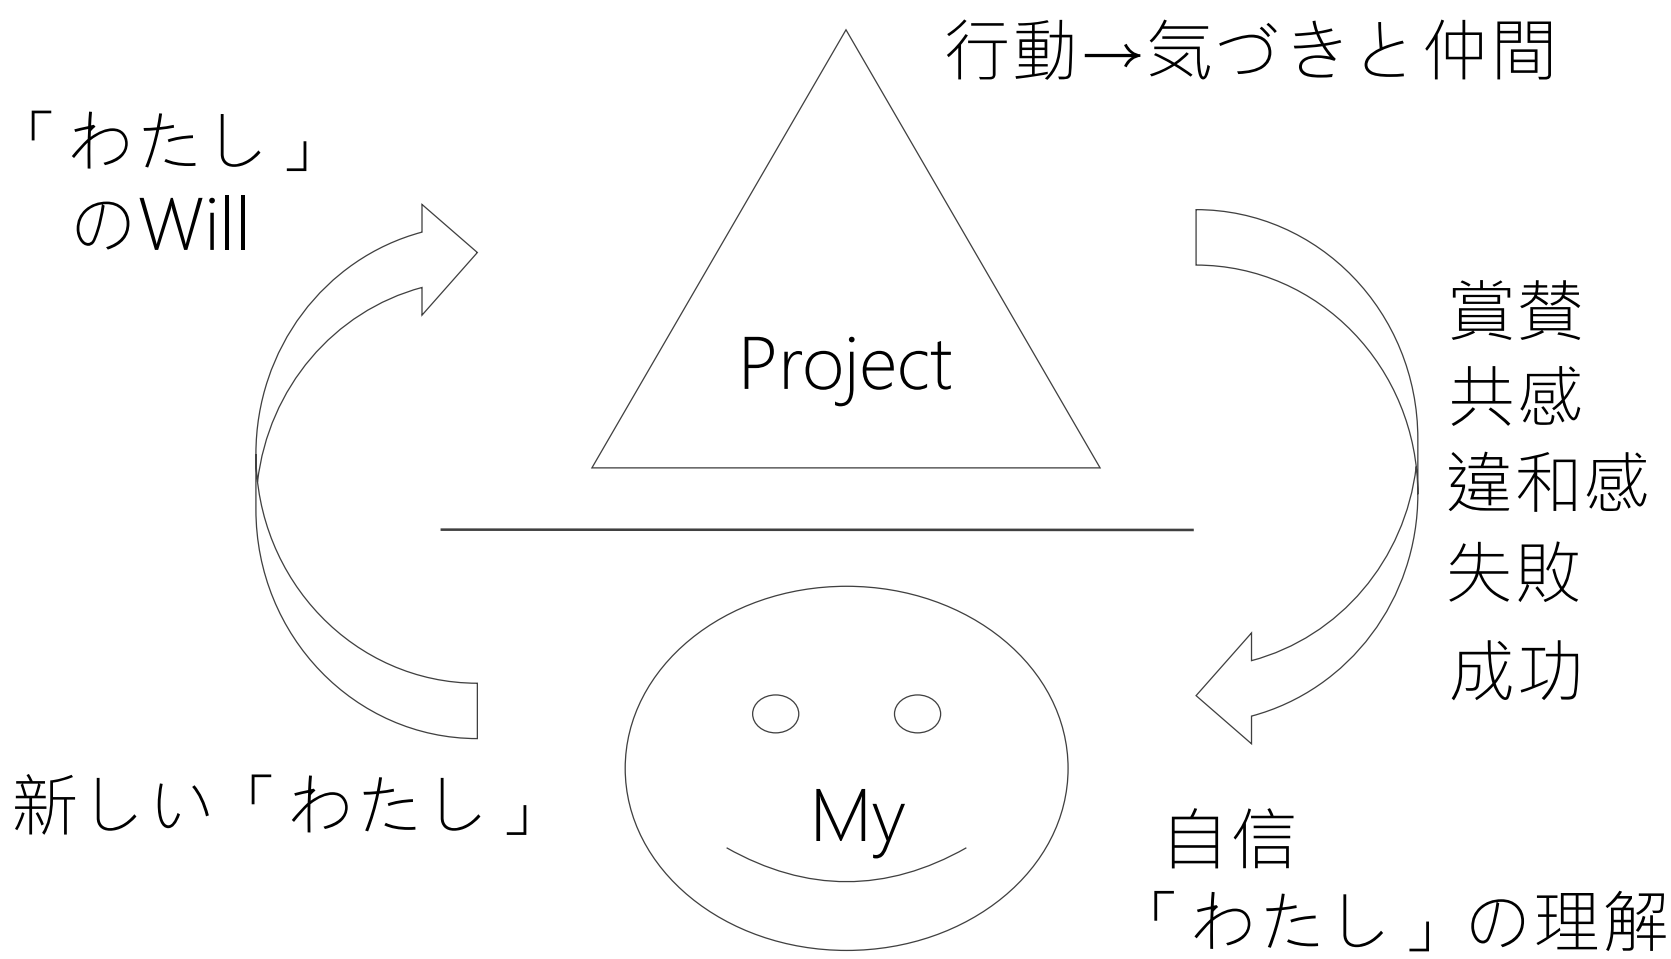 行動→気づきと仲間
「わたし」
のWill
Project
賞賛
共感
違和感
失敗
成功
新しい「わたし」
My
自信
「わたし」の理解